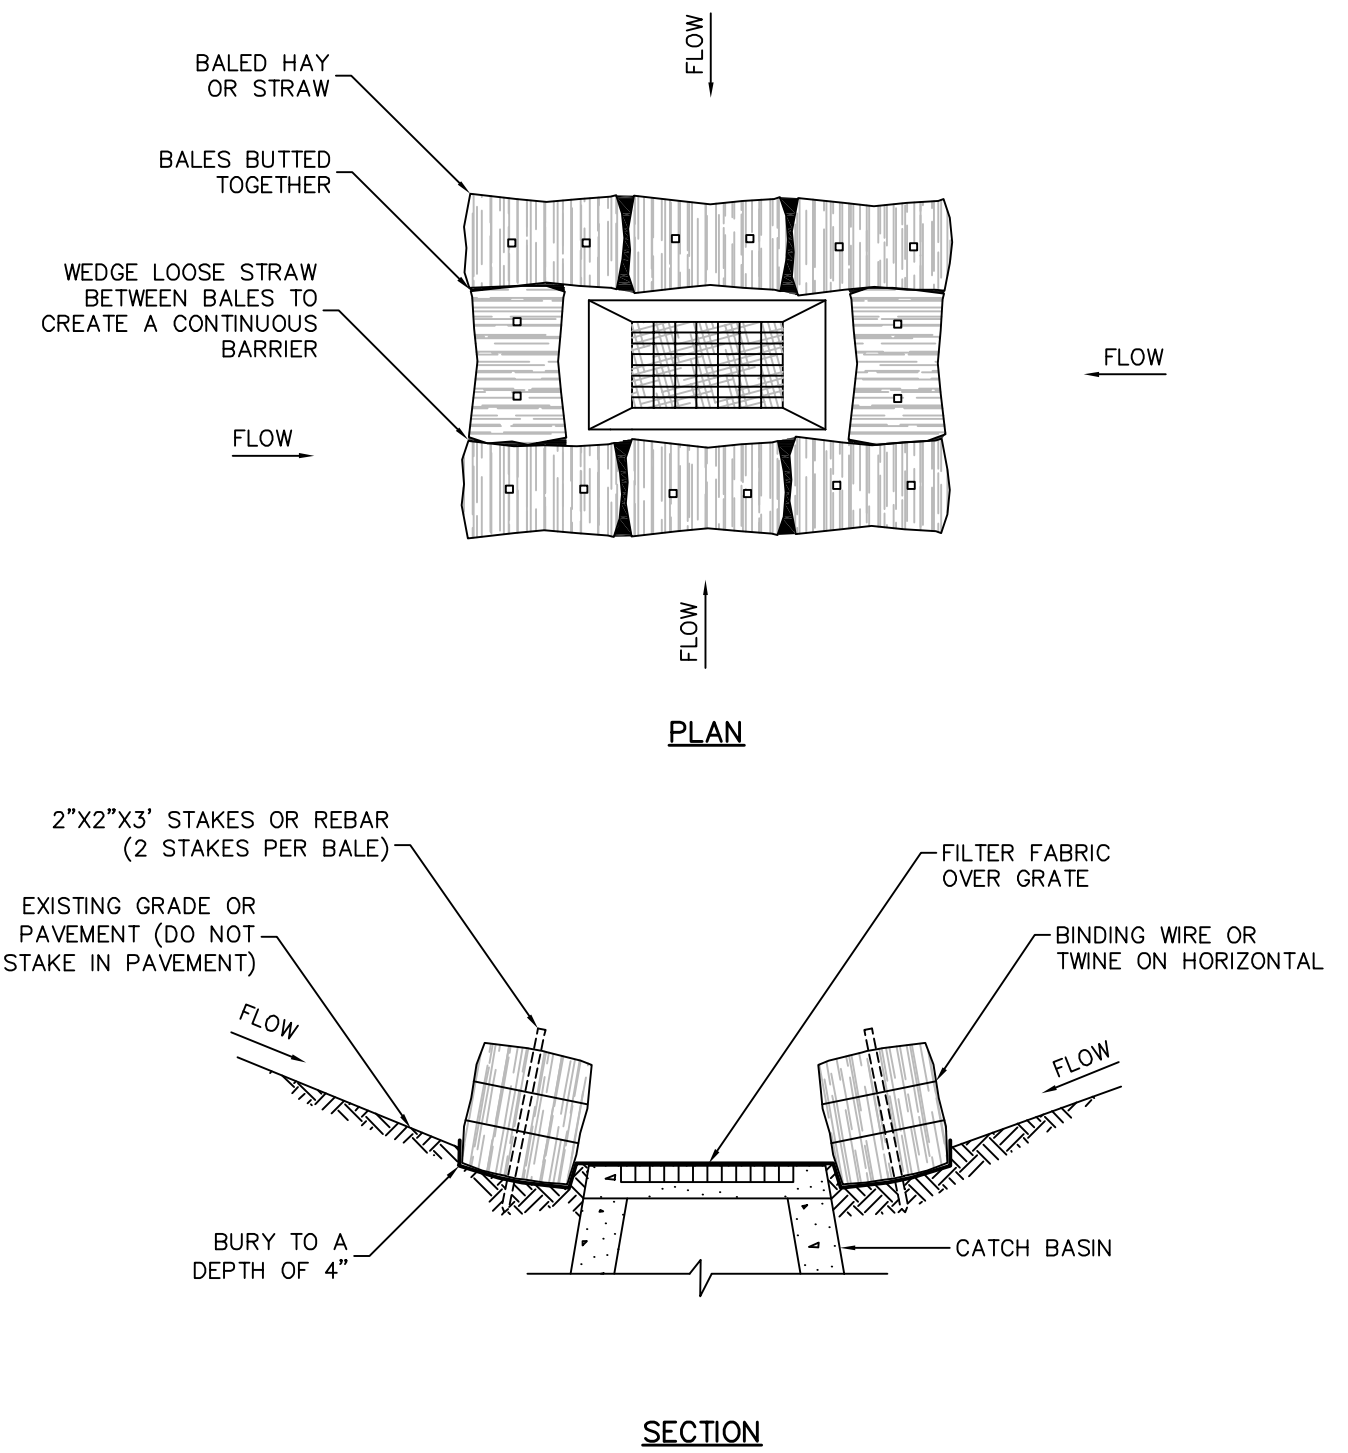 FLOW
BALED HAY
OR STRAW
BALES BUTTED
TOGETHER
WEDGE LOOSE STRAW
BETWEEN BALES TO
CREATE A CONTINUOUS
BARRIER
FLOW
FLOW
FLOW
PLAN
2"X2"X3' STAKES OR REBAR
(2 STAKES PER BALE)
FILTER FABRIC
OVER GRATE
EXISTING GRADE OR
PAVEMENT (DO NOT
STAKE IN PAVEMENT)
BINDING WIRE OR
TWINE ON HORIZONTAL
FLOW
FLOW
BURY TO A
DEPTH OF 4"
CATCH BASIN
SECTION